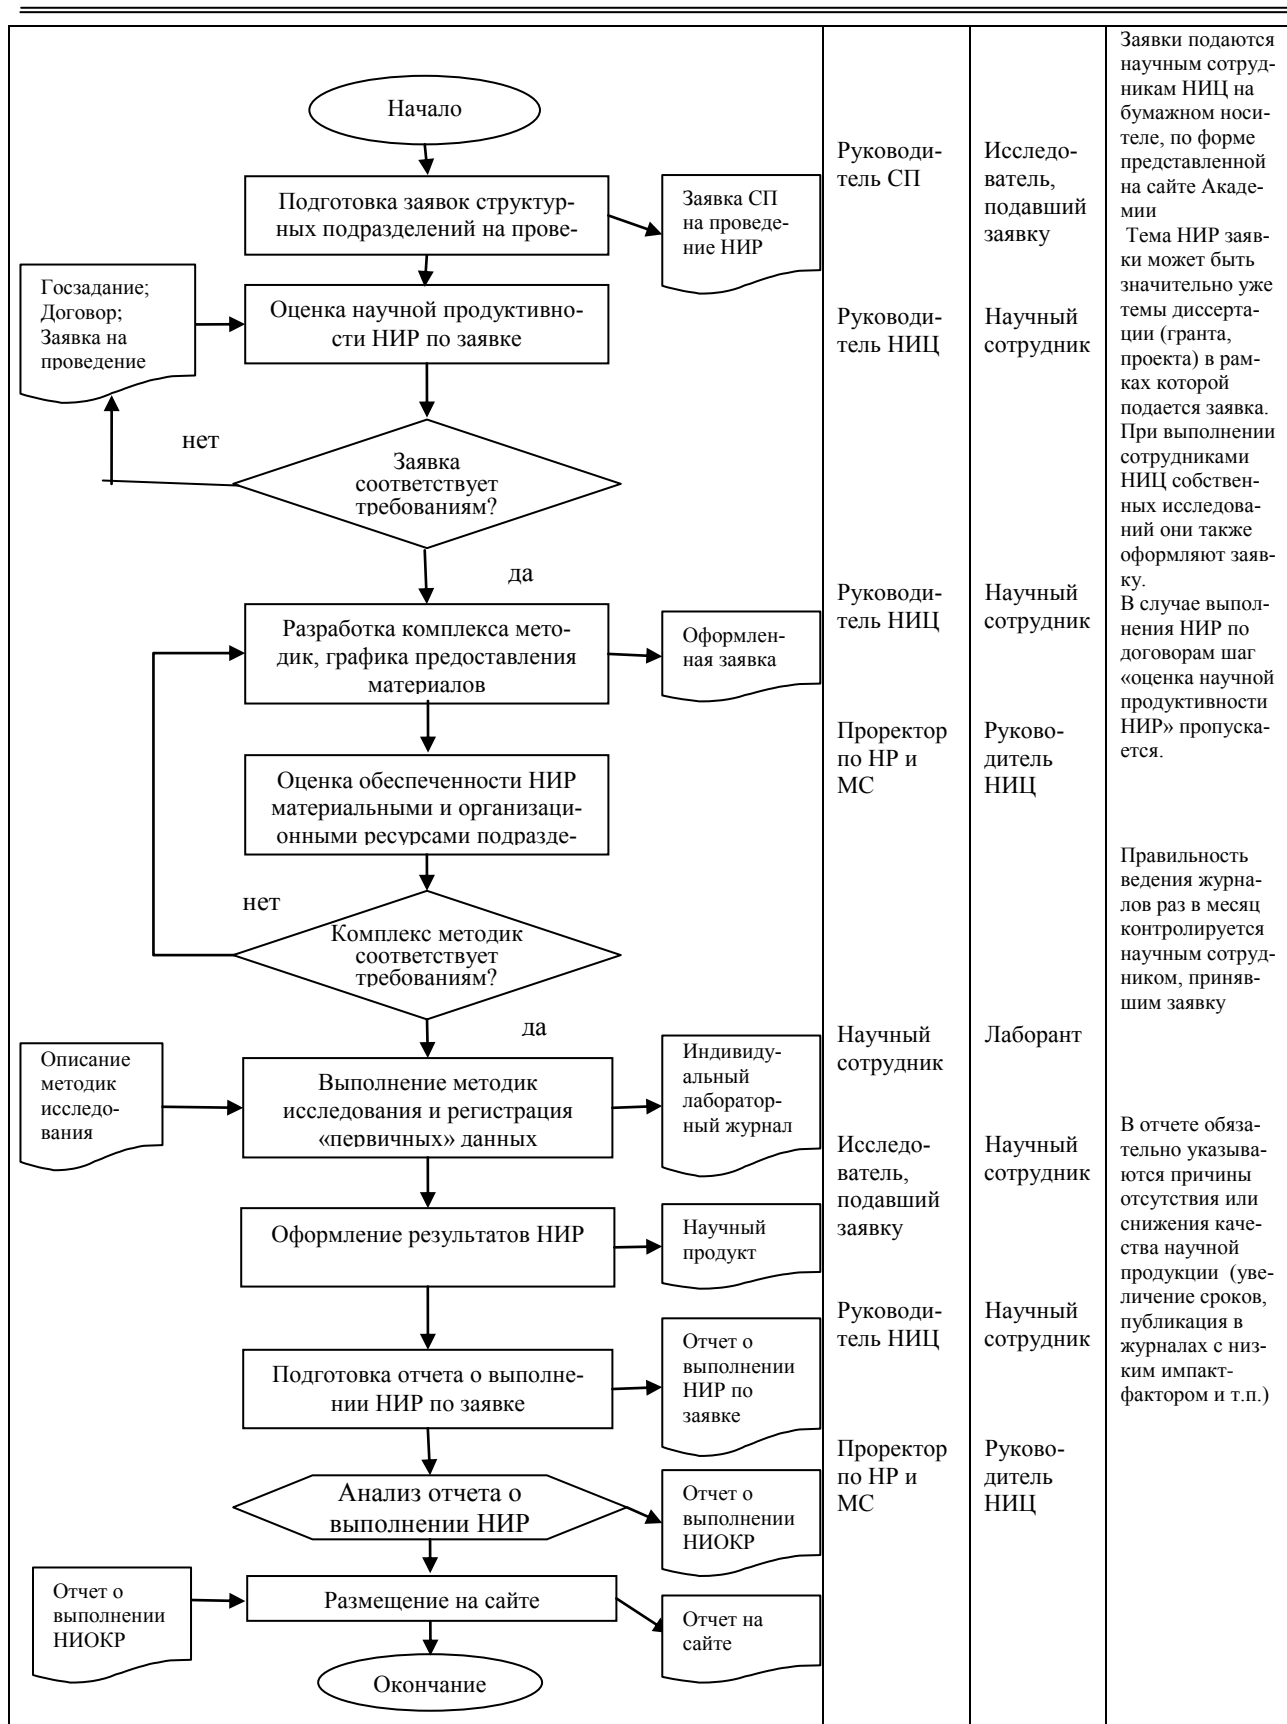 Начало
Подготовка заявок структур-
ных подразделений на прове-
Заявка СП
на проведе-
ние НИР
Госзадание;
Договор;
Заявка на
проведение
Оценка научной продуктивно-
сти НИР по заявке
нет
Заявка
соответствует
требованиям?
да
Разработка комплекса мето-
дик, графика предоставления
материалов
Оформлен-
ная заявка
Оценка обеспеченности НИР
материальными и организаци-
онными ресурсами подразде-
нет
Комплекс методик
соответствует
требованиям?
да
Описание
методик
исследо-
вания
Выполнение методик
исследования и регистрация
«первичных» данных
Индивиду-
альный
лаборатор-
ный журнал
Оформление результатов НИР
Научный
продукт
Подготовка отчета о выполне-
нии НИР по заявке
Отчет о
выполнении
НИР по
заявке
Анализ отчета о
выполнении НИР
Отчет о
выполнении
НИОКР
Отчет о
выполнении
НИОКР
Размещение на сайте
Отчет на
сайте
Окончание
Руководи-
тель СП
Руководи-
тель НИЦ
Руководи-
тель НИЦ
Проректор
по НР и
МС
Научный
сотрудник
Исследо-
ватель,
подавший
заявку
Руководи-
тель НИЦ
Проректор
по НР и
МС
Исследо-
ватель,
подавший
заявку
Научный
сотрудник
Научный
сотрудник
Руково-
дитель
НИЦ
Лаборант
Научный
сотрудник
Научный
сотрудник
Руково-
дитель
НИЦ
Заявки подаются
научным сотруд-
никам НИЦ на
бумажном носи-
теле, по форме
представленной
на сайте Акаде-
мии
Тема НИР заяв-
ки может быть
значительно уже
темы диссерта-
ции (гранта,
проекта) в рам-
ках которой
подается заявка.
При выполнении
сотрудниками
НИЦ собствен-
ных исследова-
ний они также
оформляют заяв-
ку.
В случае выпол-
нения НИР по
договорам шаг
«оценка научной
продуктивности
НИР» пропуска-
ется.
Правильность
ведения журна-
лов раз в месяц
контролируется
научным сотруд-
ником, приняв-
шим заявку
В отчете обяза-
тельно указыва-
ются причины
отсутствия или
снижения каче-
ства научной
продукции (уве-
личение сроков,
публикация в
журналах с низ-
ким импакт-
фактором и т.п.)